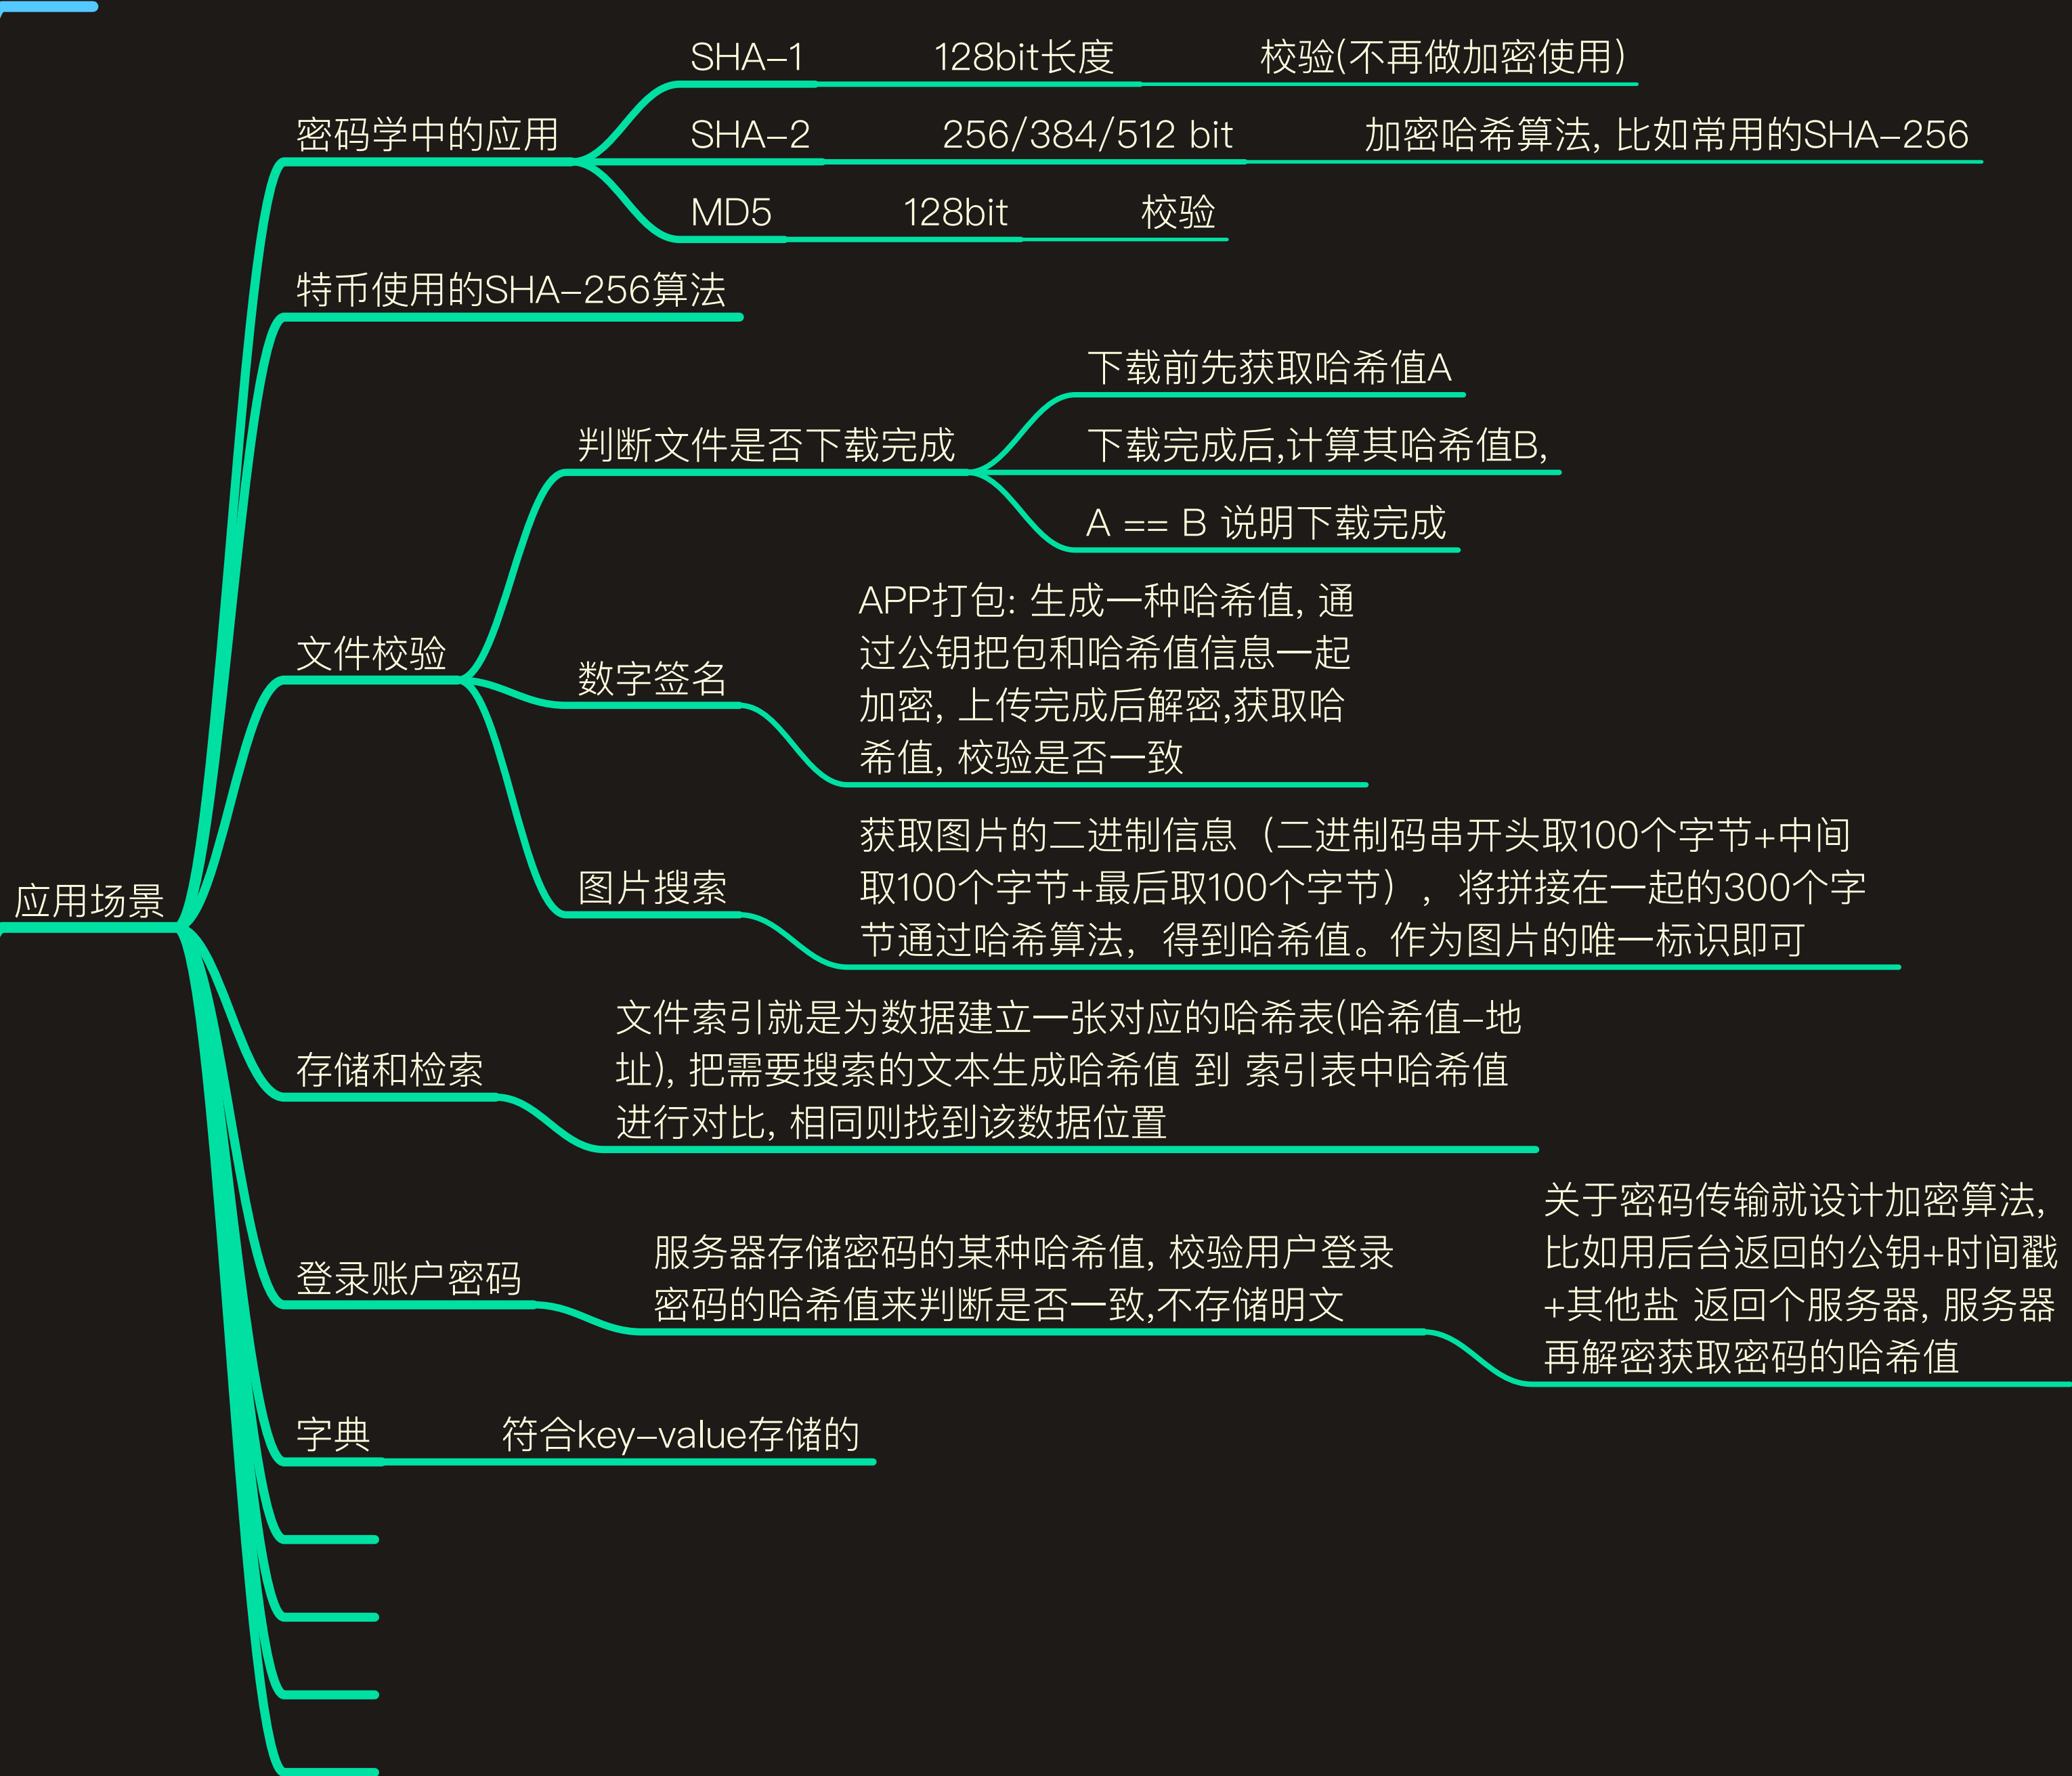 SHA-1
128bit长度
校验(不再做加密使用)
密码学中的应用
SHA-2
256/384/512 bit
加密哈希算法, 比如常用的SHA-256
MD5
128bit
校验
特币使用的SHA-256算法
下载前先获取哈希值A
判断文件是否下载完成
下载完成后,计算其哈希值B,
A == B 说明下载完成
文件校验
数字签名
APP打包: 生成一种哈希值, 通
过公钥把包和哈希值信息一起
加密, 上传完成后解密,获取哈
希值, 校验是否一致
图片搜索
获取图片的二进制信息（二进制码串开头取100个字节+中间
取100个字节+最后取100个字节），将拼接在一起的300个字
节通过哈希算法，得到哈希值。作为图片的唯一标识即可
应用场景
存储和检索
文件索引就是为数据建立一张对应的哈希表(哈希值-地
址), 把需要搜索的文本生成哈希值 到 索引表中哈希值
进行对比, 相同则找到该数据位置
登录账户密码
服务器存储密码的某种哈希值, 校验用户登录
密码的哈希值来判断是否一致,不存储明文
关于密码传输就设计加密算法,
比如用后台返回的公钥+时间戳
+其他盐 返回个服务器, 服务器
再解密获取密码的哈希值
字典
符合key-value存储的